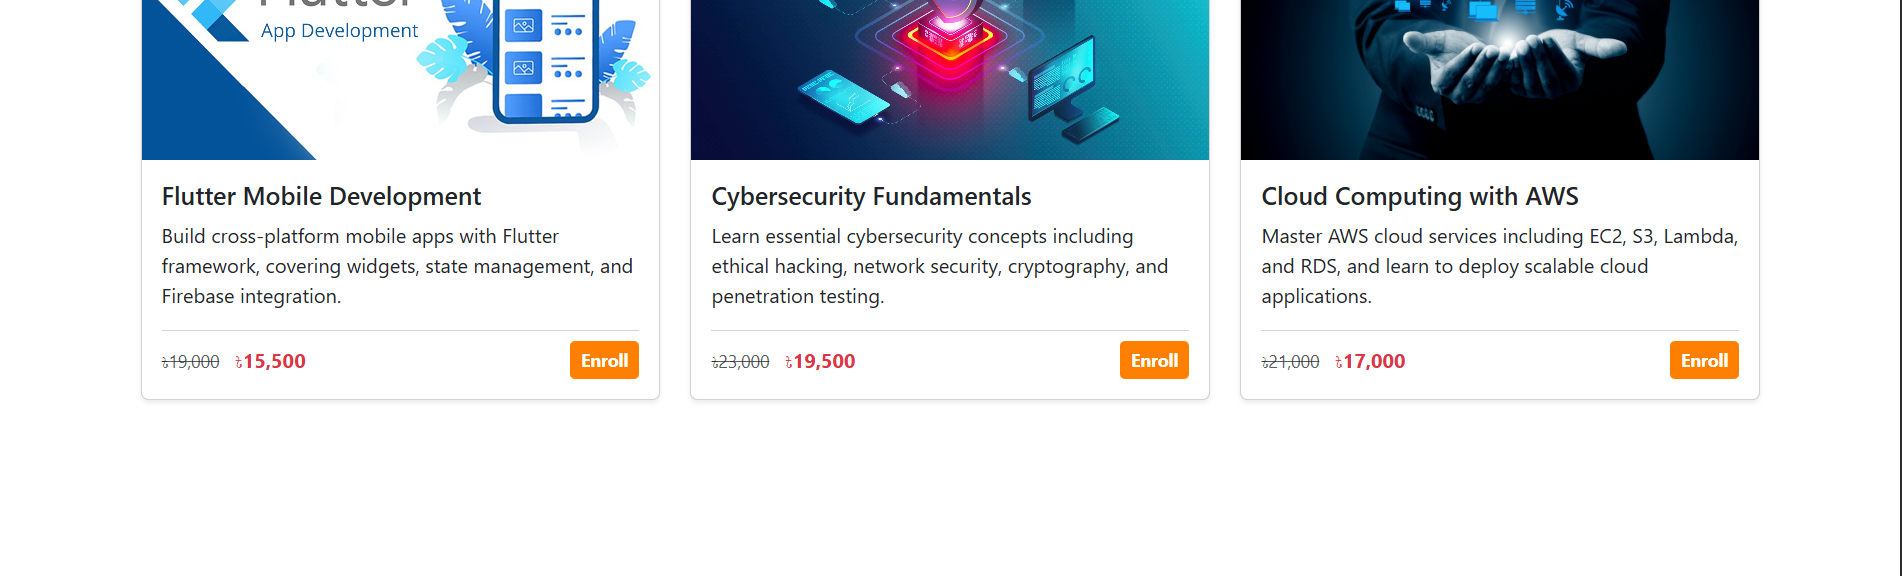 Flutter
App Development
Flutter Mobile Development
Build cross-platform mobile apps with Flutter
framework, covering widgets, state management, and
Firebase integration.
৳19,000 ৳15,500 Enroll
Cybersecurity Fundamentals
Learn essential cybersecurity concepts including
ethical hacking, network security, cryptography, and
penetration testing.
৳23,000 ৳19,500 Enroll
Cloud Computing with AWS
Master AWS cloud services including EC2, S3, Lambda,
and RDS, and learn to deploy scalable cloud
applications.
৳21,000 ৳17,000 Enroll